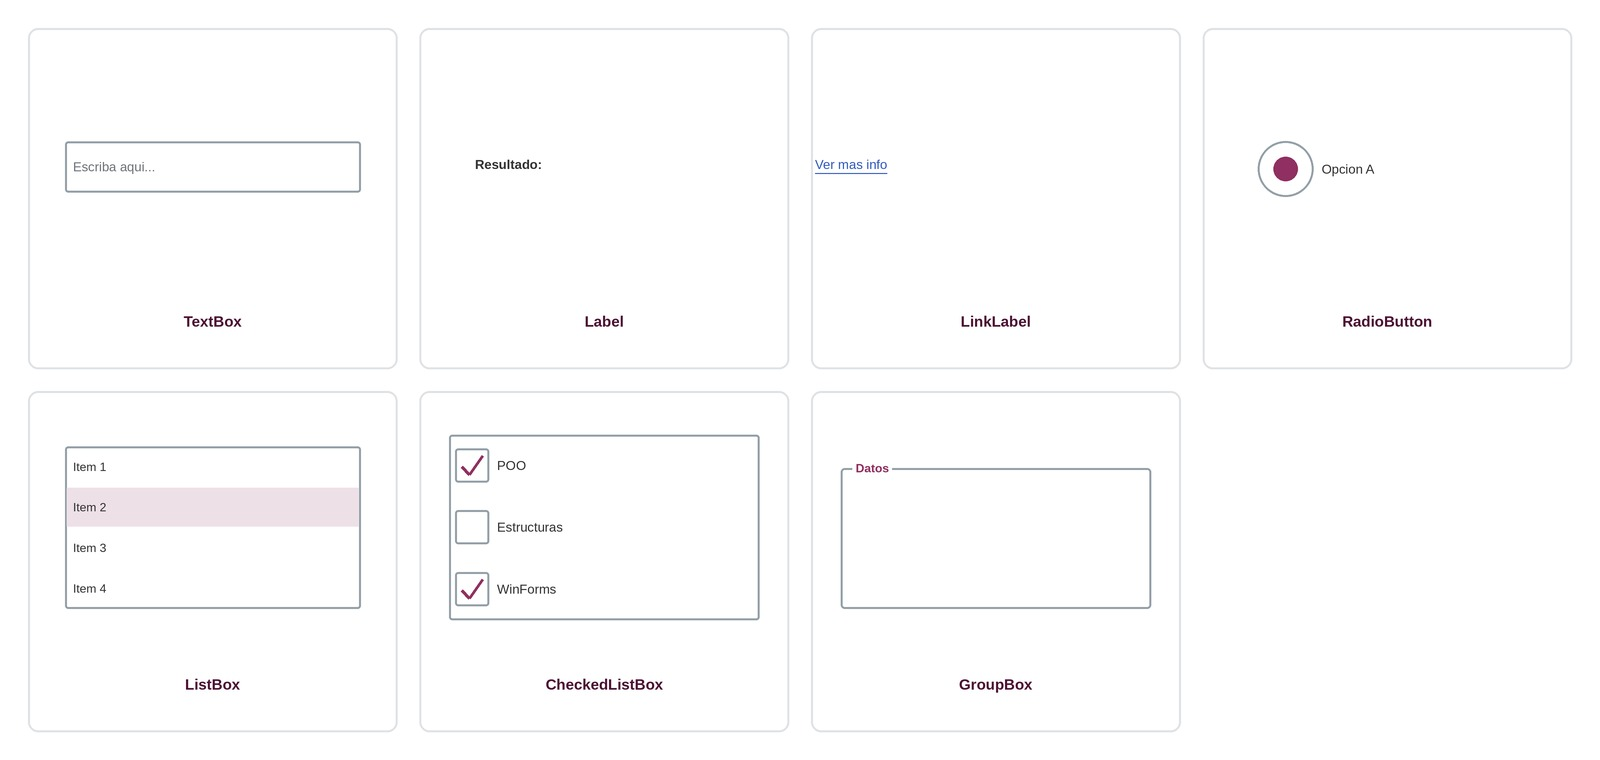 Escriba aqui...
TextBox
Resultado:
Label
Ver mas info
LinkLabel
Opcion A
RadioButton
Item 1
Item 2
Item 3
Item 4
ListBox
POO
Estructuras
WinForms
CheckedListBox
Datos
GroupBox